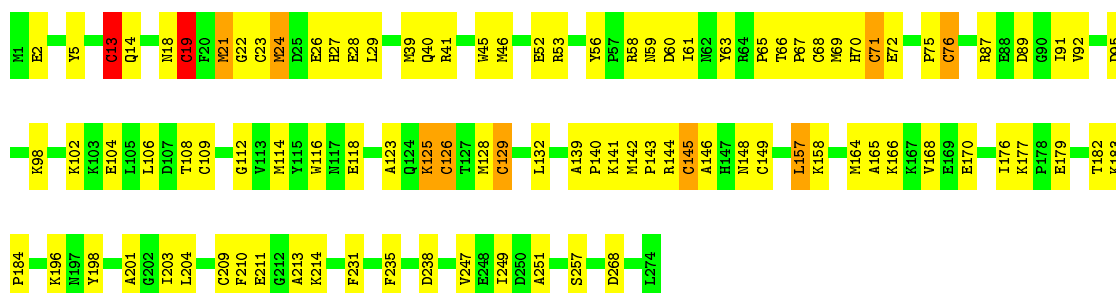 M1 E2 Y5 C13 Q14 N18 C19 F20 M21 G22 C23 M24 D25 E26 H27 E28 L29 M39 Q40 R41 W45 M46 E52 R53 Y56 P57 R58 N59 D60 I61 N62 Y63 R64 P65 T66 P67 C68 M69 H70 C71 E72 P75 C76 R87 E88 D89 G90 I91 V92 D95
K98 K102 K103 E104 L105 L106 D107 T108 C109 G112 V113 M114 Y115 W116 N117 E118 A123 Q124 K125 C126 T127 M128 C129 L132 A139 P140 K141 M142 P143 R144 C145 A146 H147 N148 C149 L157 K158 M164 A165 K166 K167 V168 E169 E170 I176 K177 P178 E179 T182 K183
P184 K196 N197 Y198 A201 G202 I203 L204 C209 F210 E211 G212 A213 K214 F231 F235 D238 V247 E248 I249 D250 A251 S257 D268 L274